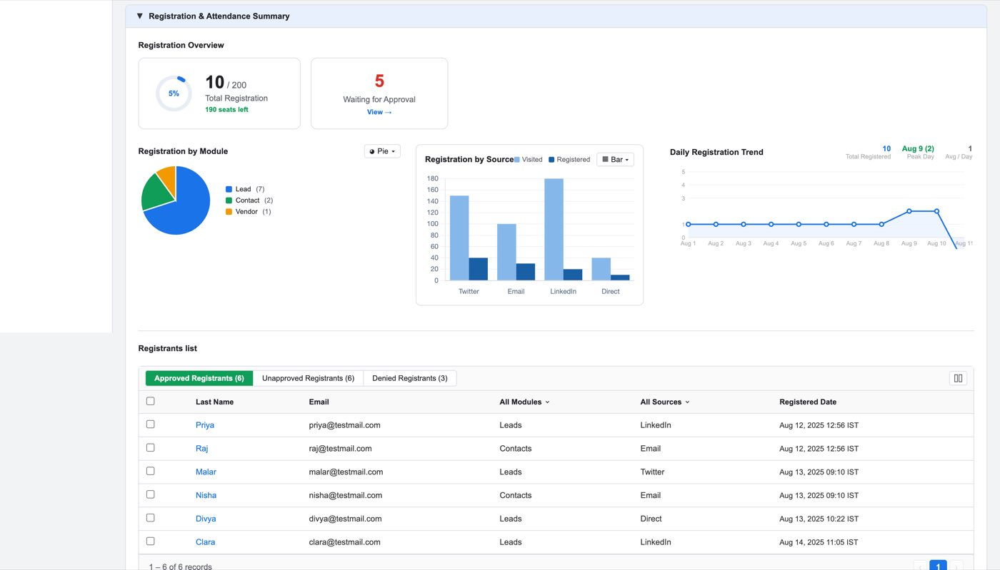 ▼ Registration & Attendance Summary
Registration Overview
5%
10 / 200
Total Registration
190 seats left
5
Waiting for Approval
View →
Registration by Module
Pie
Lead (7)
Contact (2)
Vendor (1)
Registration by Source
Visited
Registered
Bar
180
160
140
120
100
80
60
40
20
0
Twitter Email LinkedIn Direct
Daily Registration Trend
10
Total Registered
Aug 9 (2)
Peak Day
1
Avg / Day
5
4
3
1
0
Aug 1 Aug 2 Aug 3 Aug 4 Aug 5 Aug 6 Aug 7 Aug 8 Aug 9 Aug 10 Aug 11
Registrants list
Approved Registrants (6) Unapproved Registrants (6) Denied Registrants (3)
Last Name Email All Modules All Sources Registered Date
Priya priya@testmail.com Leads LinkedIn Aug 12, 2025 12:56 IST
Raj raj@testmail.com Contacts Email Aug 12, 2025 12:56 IST
Malar malar@testmail.com Leads Twitter Aug 13, 2025 09:10 IST
Nisha nisha@testmail.com Contacts Email Aug 13, 2025 09:10 IST
Divya divya@testmail.com Leads Direct Aug 13, 2025 10:22 IST
Clara clara@testmail.com Leads LinkedIn Aug 14, 2025 11:05 IST
1 – 6 of 6 records
‹ 1 ›